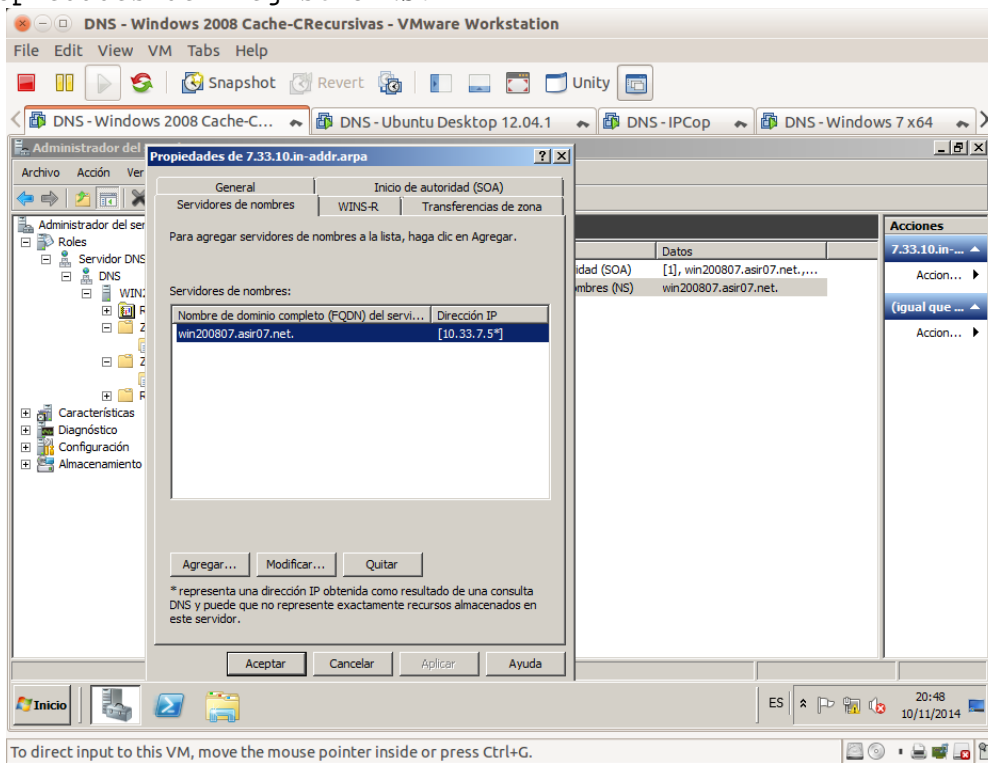 DNS - Windows 2008 Cache-CRecursivas - VMware Workstation
File Edit View VM Tabs Help
Snapshot Revert Unity
DNS - Windows 2008 Cache-C... DNS - Ubuntu Desktop 12.04.1 DNS - IPCop DNS - Windows 7 x64
Administrador del
Propiedades de 7.33.10.in-addr.arpa
Archivo Acción Ver
General Inicio de autoridad (SOA)
Servidores de nombres WINS-R Transferencias de zona
Para agregar servidores de nombres a la lista, haga clic en Agregar.
Servidores de nombres:
Nombre de dominio completo (FQDN) del servi... Dirección IP
win200807.asir07.net. [10.33.7.5*]
Agregar... Modificar... Quitar
* representa una dirección IP obtenida como resultado de una consulta
DNS y puede que no represente exactamente recursos almacenados en
este servidor.
Aceptar Cancelar Aplicar Ayuda
Administrador del ser
Roles
Servidor DNS
DNS
WIN
Características
Diagnóstico
Configuración
Almacenamiento
Datos
idad (SOA) [1], win200807.asir07.net.,...
ombres (NS) win200807.asir07.net.
Acciones
7.33.10.in-...
Accion...
(igual que ...
Accion...
Inicio
ES
20:48
10/11/2014
To direct input to this VM, move the mouse pointer inside or press Ctrl+G.